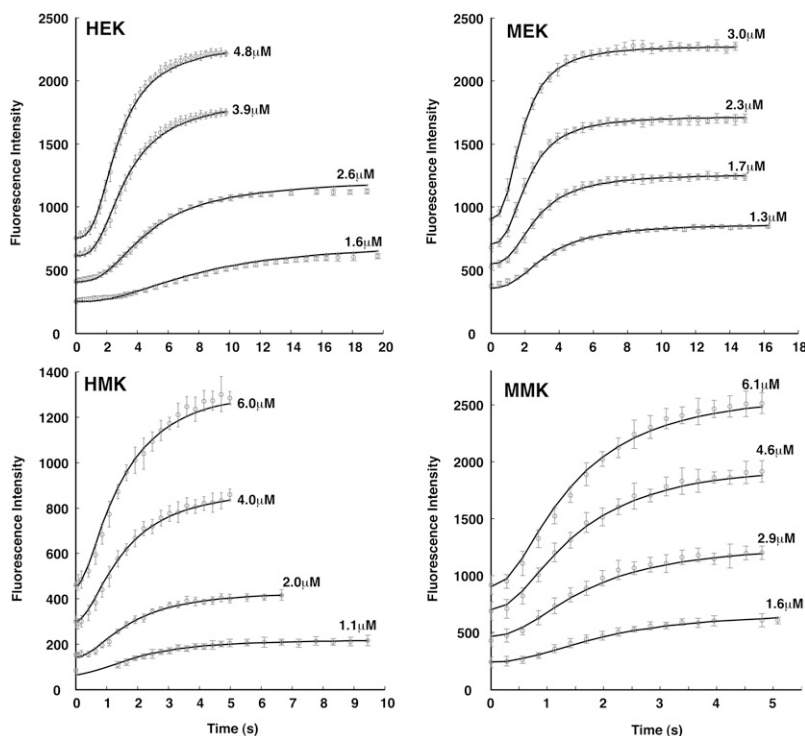 HEK
4.8μM
3.9μM
2.6μM
1.6μM
Fluorescence Intensity
2500
2000
1500
1000
500
0
0 2 4 6 8 10 12 14 16 18 20
MEK
3.0μM
2.3μM
1.7μM
1.3μM
Fluorescence Intensity
2500
2000
1500
1000
500
0
0 2 4 6 8 10 12 14 16 18
HMK
6.0μM
4.0μM
2.0μM
1.1μM
Fluorescence Intensity
1400
1200
1000
800
600
400
200
0
0 1 2 3 4 5 6 7 8 9 10
Time (s)
MMK
6.1μM
4.6μM
2.9μM
1.6μM
Fluorescence Intensity
2500
2000
1500
1000
500
0
0 1 2 3 4 5
Time (s)